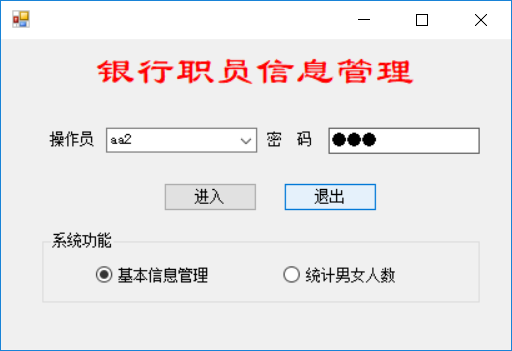 银行职员信息管理
操作员 aa2 密 码 ●●●
进入 退出
系统功能
基本信息管理 统计男女人数